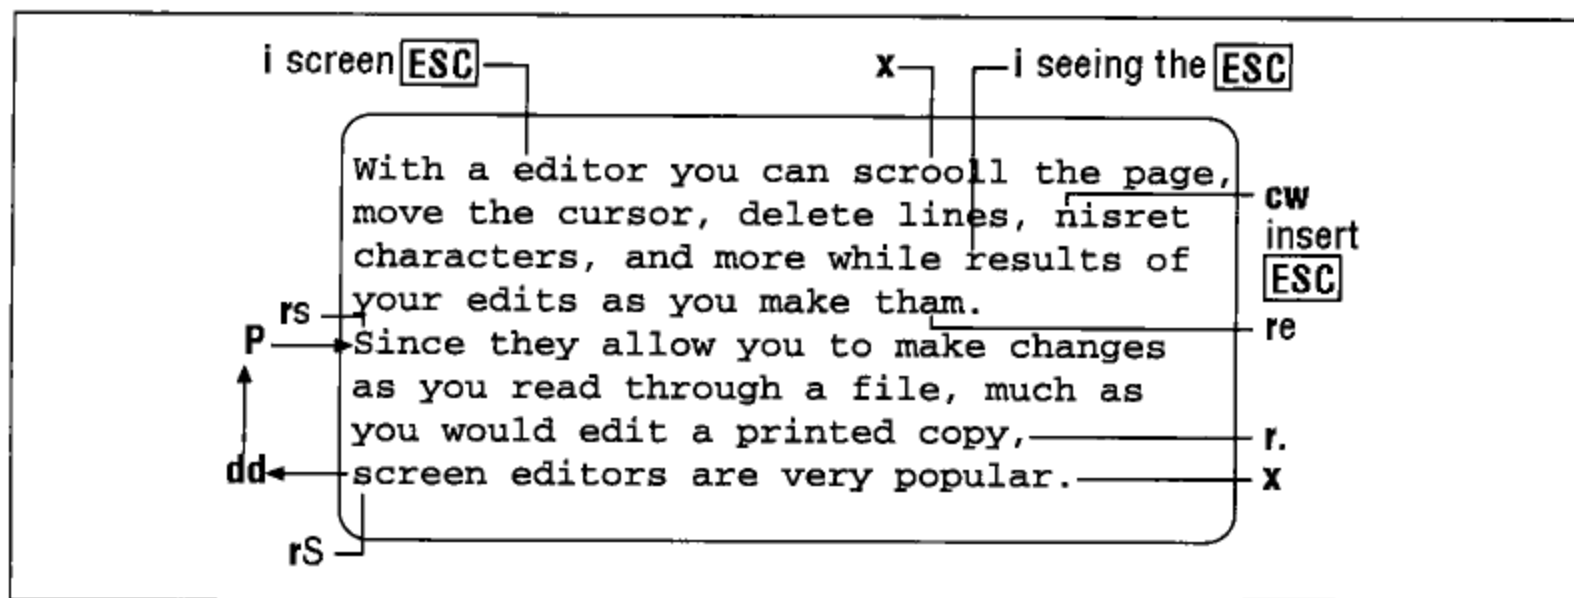 i screen ESC
x
i seeing the ESC
With a editor you can scrooll the page,
move the cursor, delete lines, nisret
cw
insert
ESC
characters, and more while results of
your edits as you make tham.
rs
re
p
Since they allow you to make changes
as you read through a file, much as
you would edit a printed copy,
r.
dd
screen editors are very popular.
x
rS